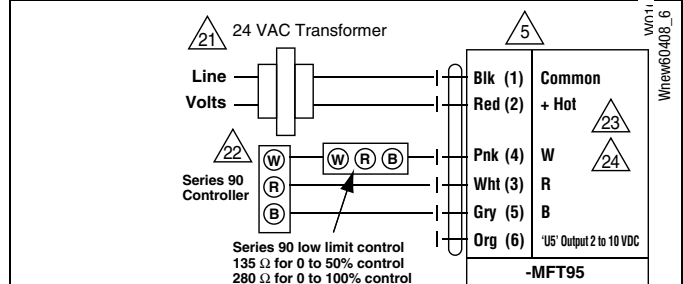 21 24 VAC Transformer
5
Line
Volts
Blk (1) Common
Red (2) + Hot
23
22
W
W R B
Pnk (4) W
24
Series 90
Controller
R
Wht (3) R
B
Gry (5) B
Org (6) 'U5' Output 2 to 10 VDC
Series 90 low limit control
135 Ω for 0 to 50% control
280 Ω for 0 to 100% control
-MFT95
Wnew60408_6